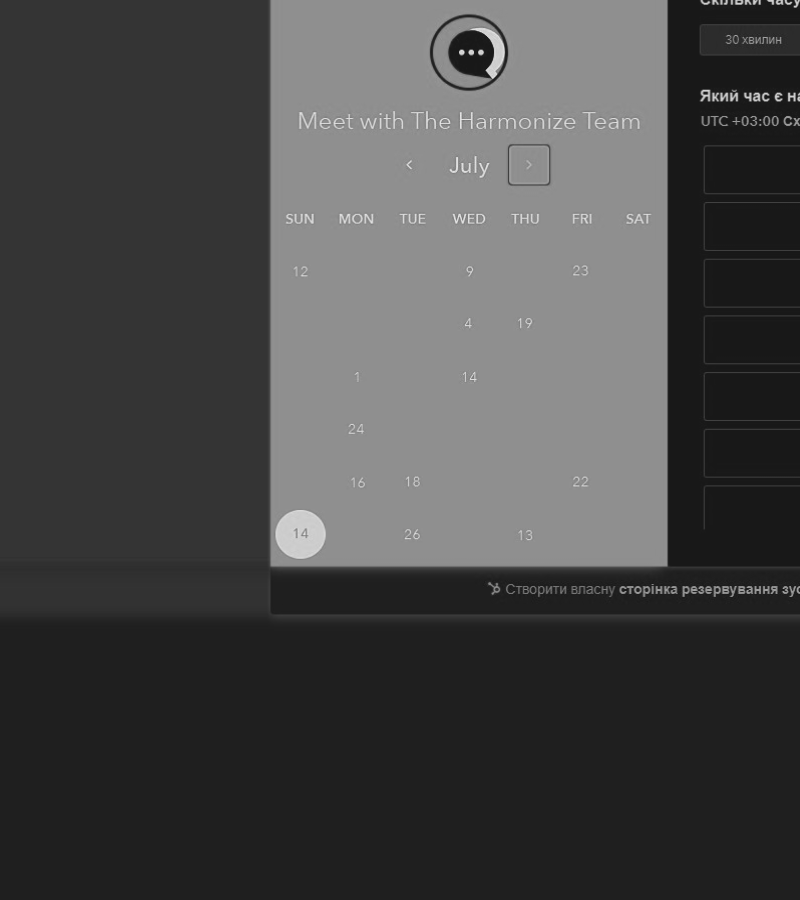 Скільки часу
30 хвилин
Який час є на
UTC +03:00 Сх
Meet with The Harmonize Team
July
SUN MON TUE WED THU FRI SAT
12 9 23
4 19
1 14
24
16 18 22
14 26 13
Створити власну сторінка резервування зус